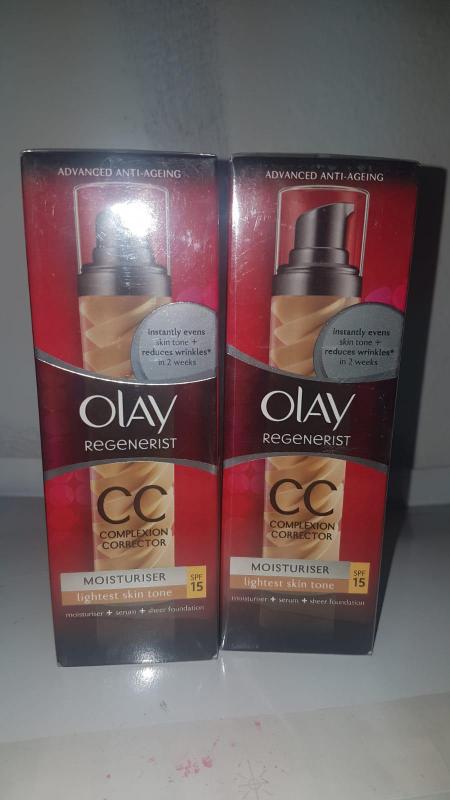 ADVANCED ANTI-AGEING
instantly evens
skin tone +
reduces wrinkles*
in 2 weeks
OLAY
REGENERIST
CC
COMPLEXION
CORRECTOR
MOISTURISER
lightest skin tone
SPF
15
moisturiser + serum + sheer foundation
ADVANCED ANTI-AGEING
instantly evens
skin tone +
reduces wrinkles*
in 2 weeks
OLAY
REGENERIST
CC
COMPLEXION
CORRECTOR
MOISTURISER
lightest skin tone
SPF
15
moisturiser + serum + sheer foundation